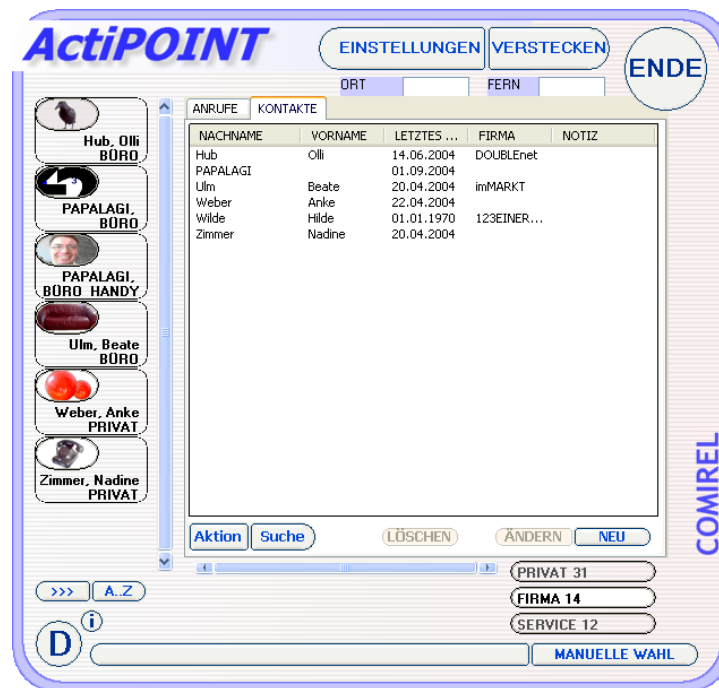 ActiPOINT
EINSTELLUNGEN
VERSTECKEN
ENDE
ORT
FERN
ANRUFE
KONTAKTE
Hub, Olli
BÜRO
PAPALAGI,
BÜRO
PAPALAGI,
BÜRO HANDY
Ulm, Beate
BÜRO
Weber, Anke
PRIVAT
Zimmer, Nadine
PRIVAT
NACHNAME VORNAME LETZTES ... FIRMA NOTIZ
Hub Olli 14.06.2004 DOUBLEnet
PAPALAGI 01.09.2004
Ulm Beate 20.04.2004 imMARKT
Weber Anke 22.04.2004
Wilde Hilde 01.01.1970 123EINER...
Zimmer Nadine 20.04.2004
Aktion
Suche
LÖSCHEN
ÄNDERN
NEU
COMIREL
>>>
A..Z
PRIVAT 31
FIRMA 14
SERVICE 12
D
i
MANUELLE WAHL